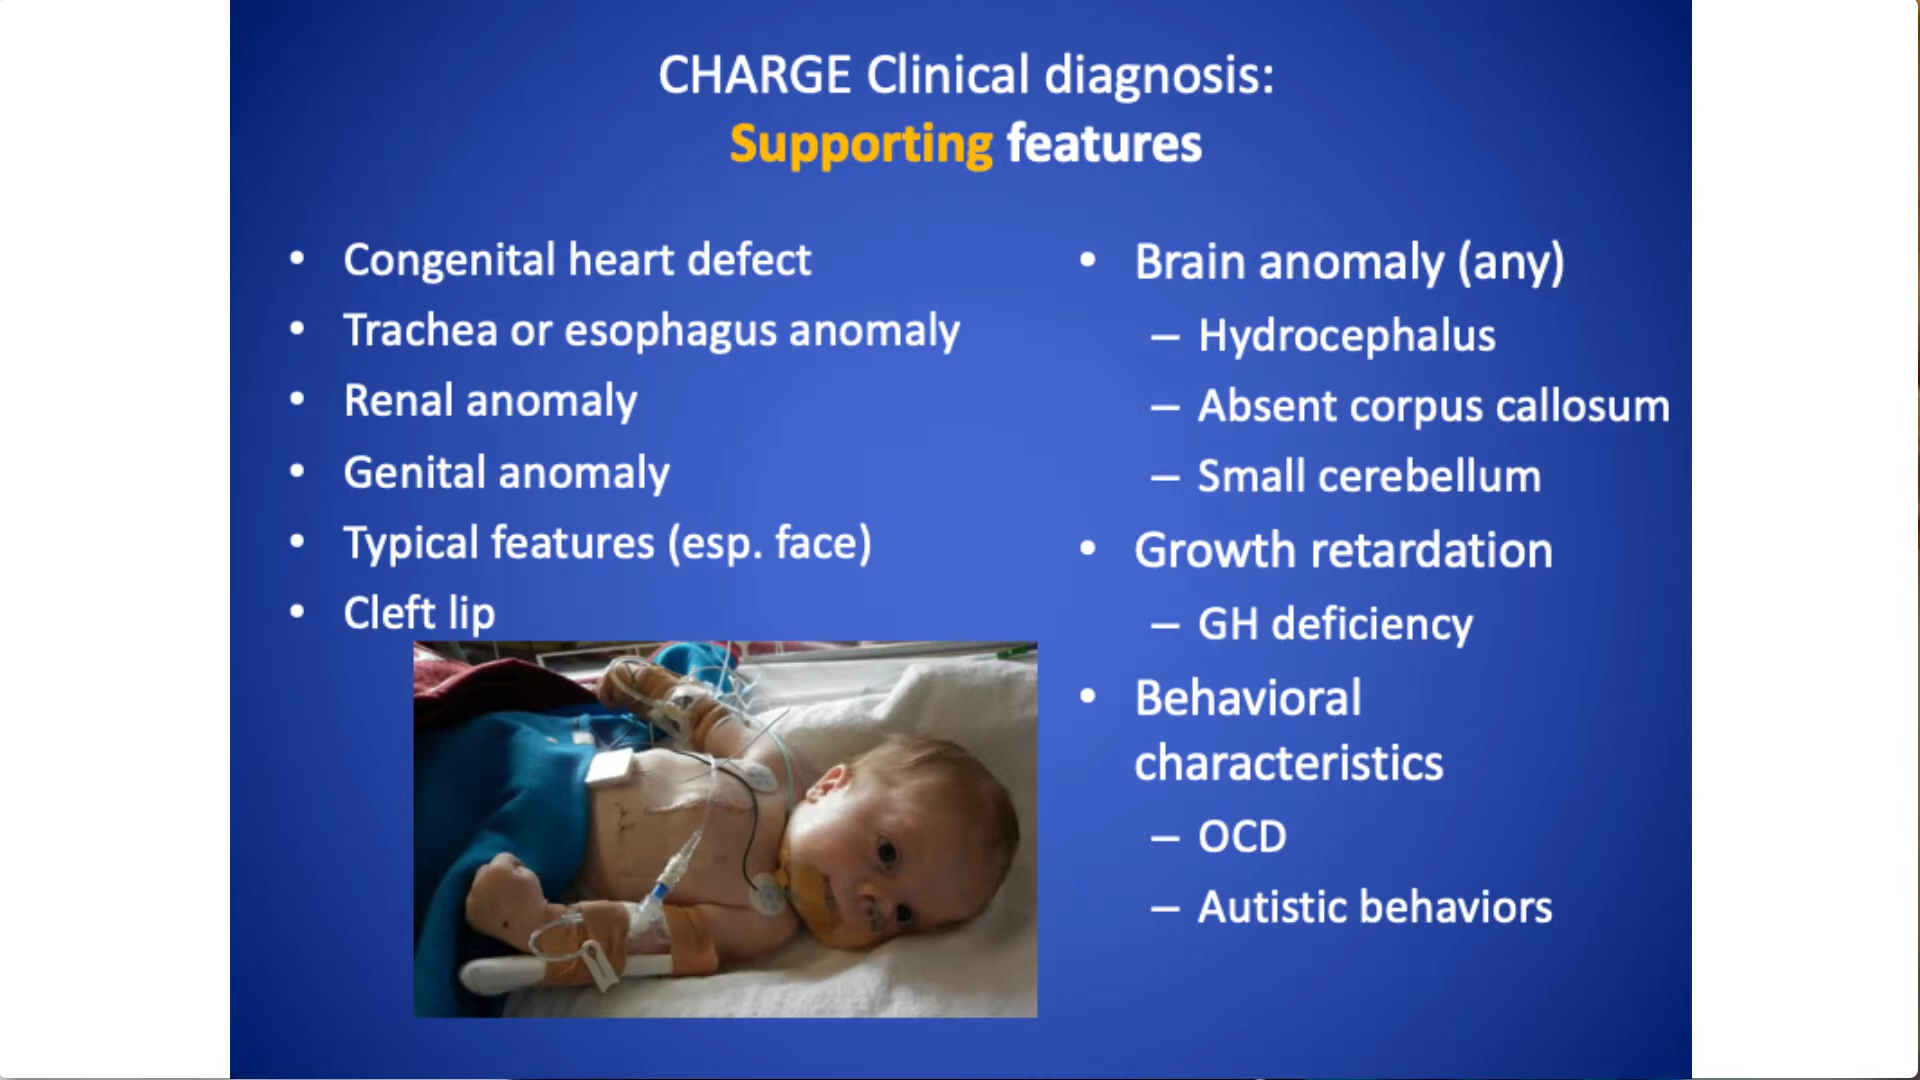 CHARGE Clinical diagnosis:
Supporting features
• Congenital heart defect
• Trachea or esophagus anomaly
• Renal anomaly
• Genital anomaly
• Typical features (esp. face)
• Cleft lip
• Brain anomaly (any)
– Hydrocephalus
– Absent corpus callosum
– Small cerebellum
• Growth retardation
– GH deficiency
• Behavioral
characteristics
– OCD
– Autistic behaviors